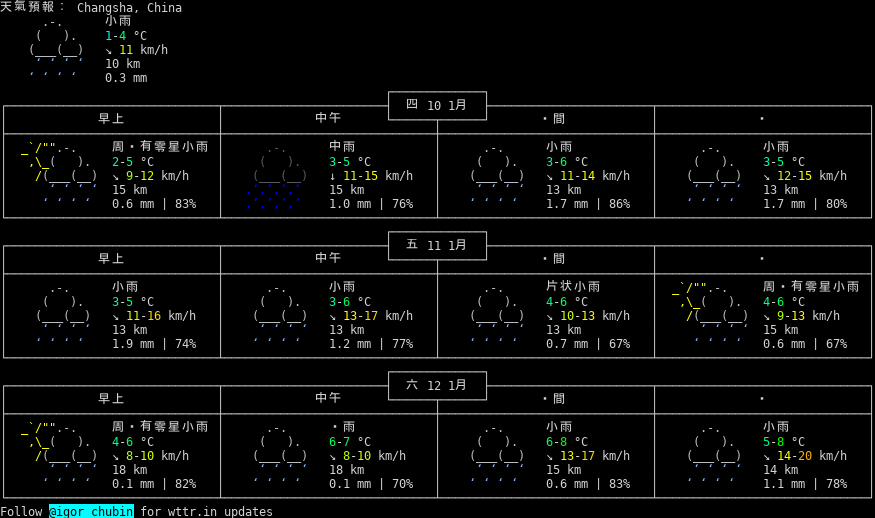 天氣預報： Changsha, China
小雨
1-4 °C
↘ 11 km/h
10 km
0.3 mm
四 10 1月
早上 中午 ・間 ・
周・有零星小雨 中雨 小雨 小雨
2-5 °C 3-5 °C 3-6 °C 3-5 °C
↘ 9-12 km/h ↓ 11-15 km/h ↘ 11-14 km/h ↘ 12-15 km/h
15 km 15 km 13 km 13 km
0.6 mm | 83% 1.0 mm | 76% 1.7 mm | 86% 1.7 mm | 80%
五 11 1月
早上 中午 ・間 ・
小雨 小雨 片状小雨 周・有零星小雨
3-5 °C 3-6 °C 4-6 °C 4-6 °C
↘ 11-16 km/h ↘ 13-17 km/h ↘ 10-13 km/h ↘ 9-13 km/h
13 km 13 km 13 km 15 km
1.9 mm | 74% 1.2 mm | 77% 0.7 mm | 67% 0.6 mm | 67%
六 12 1月
早上 中午 ・間 ・
周・有零星小雨 ・雨 小雨 小雨
4-6 °C 6-7 °C 6-8 °C 5-8 °C
↘ 8-10 km/h ↘ 8-10 km/h ↘ 13-17 km/h ↘ 14-20 km/h
18 km 18 km 15 km 14 km
0.1 mm | 82% 0.1 mm | 70% 0.6 mm | 83% 1.1 mm | 78%
Follow @igor_chubin for wttr.in updates